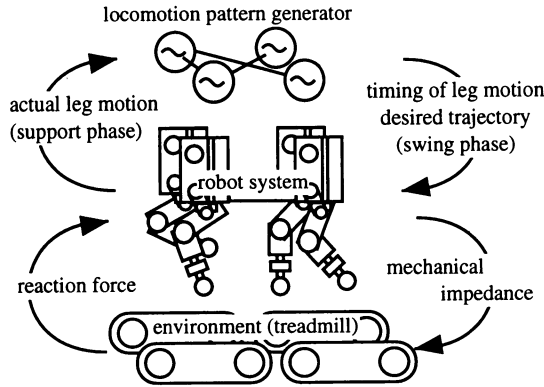 locomotion pattern generator
actual leg motion
(support phase)
timing of leg motion
desired trajectory
(swing phase)
robot system
reaction force
mechanical
impedance
environment (treadmill)